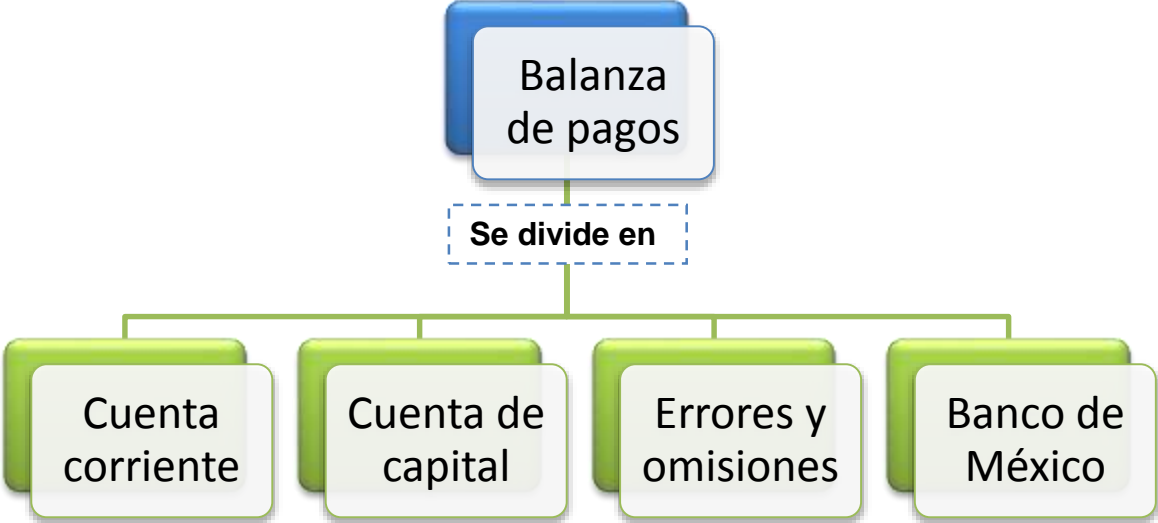 Balanza
de pagos
Se divide en
Cuenta
corriente
Cuenta de
capital
Errores y
omisiones
Banco de
México